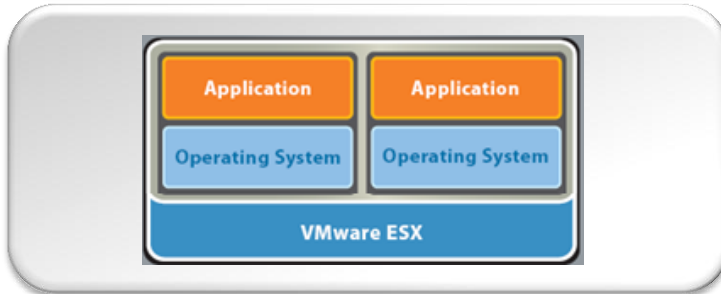 Application Application
Operating System Operating System
VMware ESX